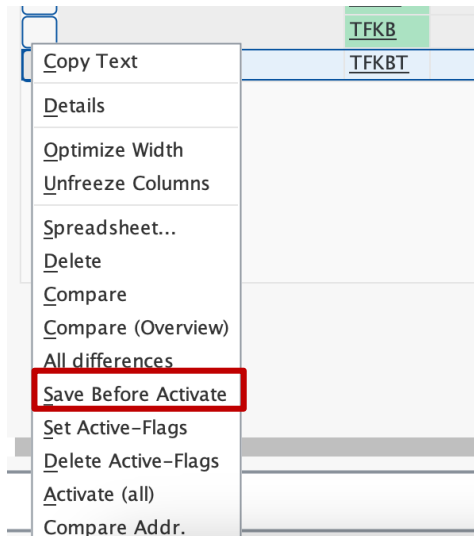 TFKB
TFKBT
Copy Text
Details
Optimize Width
Unfreeze Columns
Spreadsheet...
Delete
Compare
Compare (Overview)
All differences
Save Before Activate
Set Active-Flags
Delete Active-Flags
Activate (all)
Compare Addr.